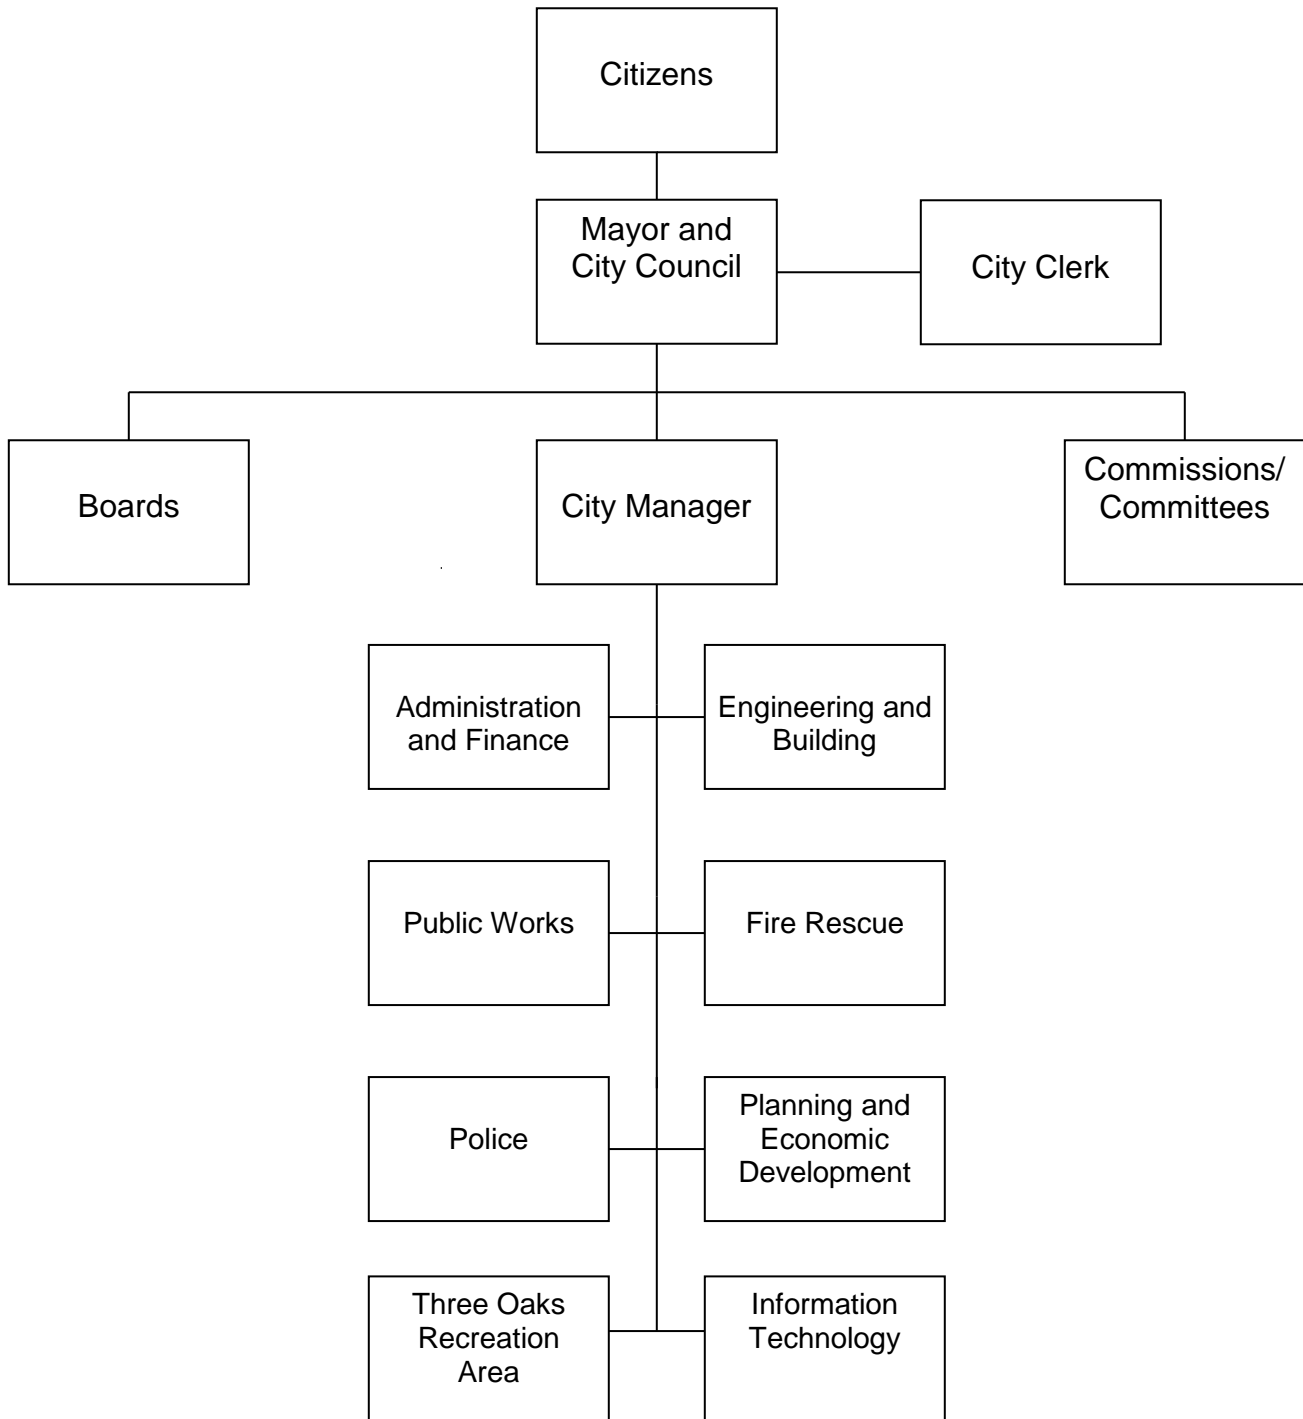 Citizens
Mayor and
City Council
City Clerk
Boards
City Manager
Commissions/
Committees
Administration
and Finance
Engineering and
Building
Public Works
Fire Rescue
Police
Planning and
Economic
Development
Three Oaks
Recreation
Area
Information
Technology